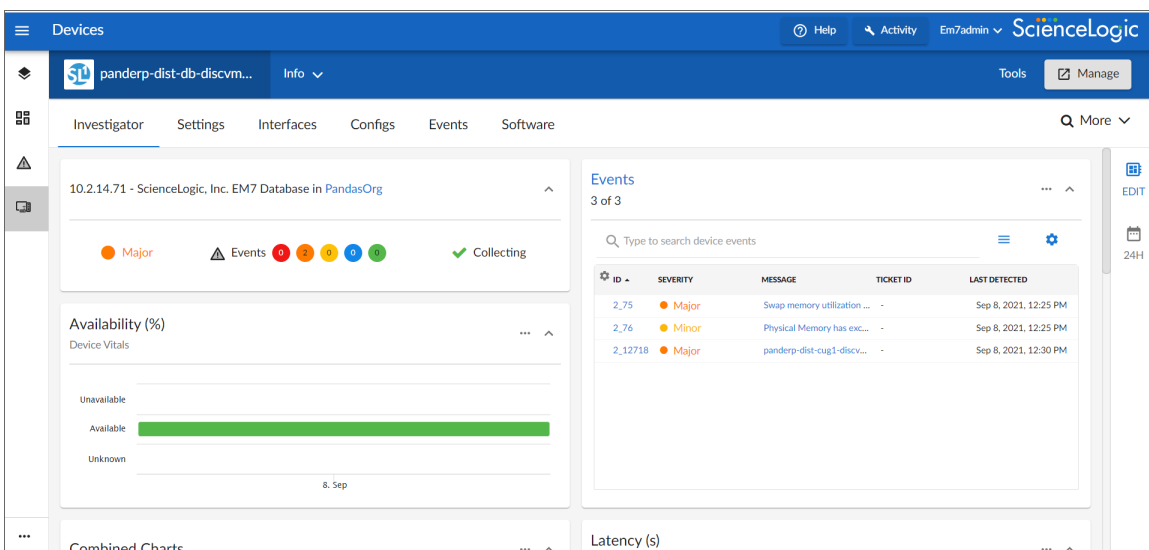 Devices
Help
Activity
Em7admin
ScienceLogic
SL1
panderp-dist-db-discvm...
Info
Tools
Manage
Investigator
Settings
Interfaces
Configs
Events
Software
More
10.2.14.71 - ScienceLogic, Inc. EM7 Database in PandasOrg
Major
Events 0 2 0 0 0
Collecting
Availability (%)
Device Vitals
Unavailable
Available
Unknown
8. Sep
Combined Charts
Events
3 of 3
Type to search device events
ID SEVERITY MESSAGE TICKET ID LAST DETECTED
2_75 Major Swap memory utilization ... - Sep 8, 2021, 12:25 PM
2_76 Minor Physical Memory has exc... - Sep 8, 2021, 12:25 PM
2_12718 Major panderp-dist-cug1-discv... - Sep 8, 2021, 12:30 PM
Latency (s)
EDIT
24H